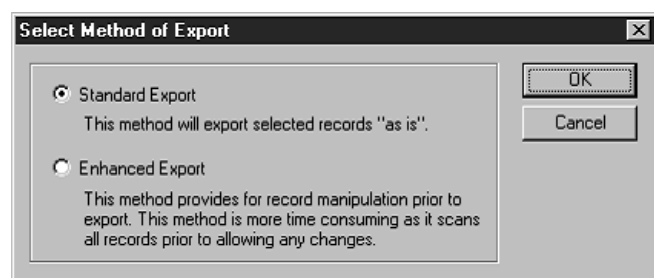 Select Method of Export
Standard Export
This method will export selected records "as is".
Enhanced Export
This method provides for record manipulation prior to
export. This method is more time consuming as it scans
all records prior to allowing any changes.
OK
Cancel